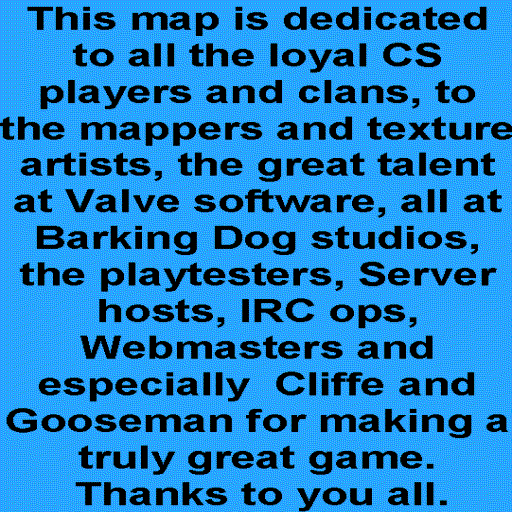 This map is dedicated
to all the loyal CS
players and clans, to
the mappers and texture
artists, the great talent
at Valve software, all at
Barking Dog studios,
the playtesters, Server
hosts, IRC ops,
Webmasters and
especially  Cliffe and
Gooseman for making a
truly great game.
Thanks to you all.